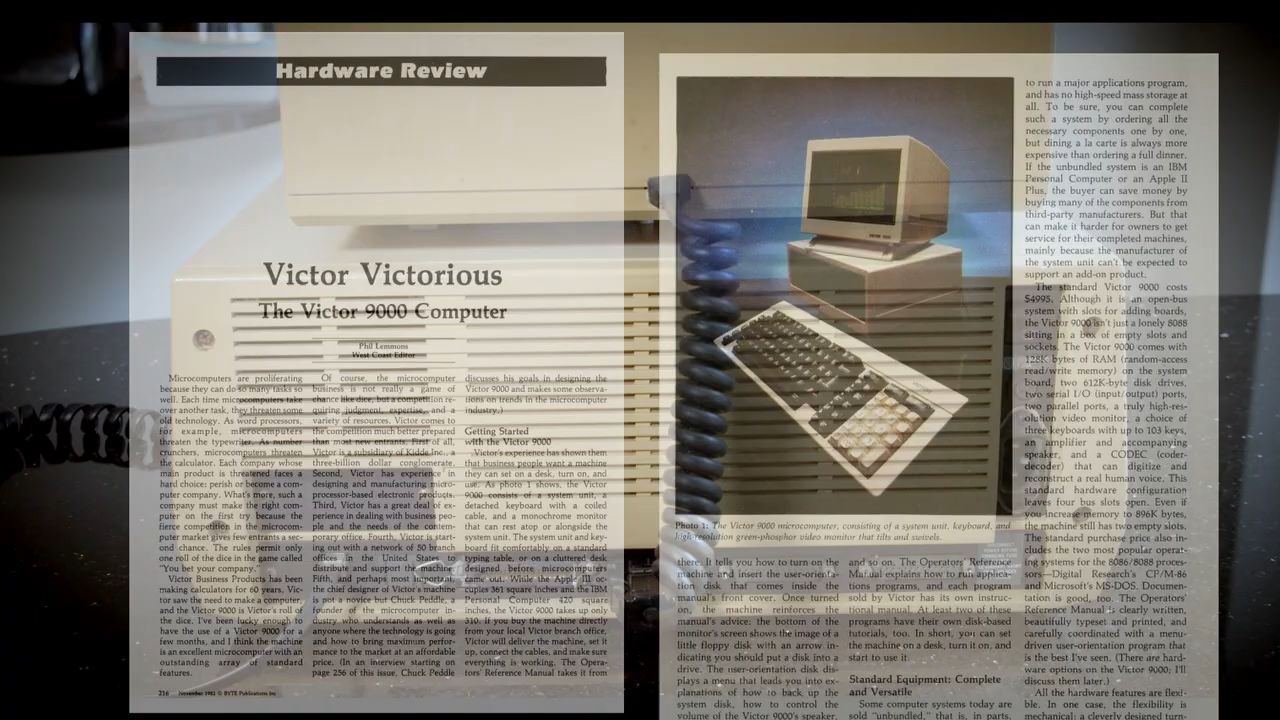 Hardware Review
Victor Victorious
The Victor 9000 Computer
Phil Lemmons
West Coast Editor
Microcomputers are proliferating
because they can do so many tasks so
well. Each time microcomputers take
over another task, they threaten some
old technology. As word processors,
for example, microcomputers
threaten the typewriter. As number
crunchers, microcomputers threaten
the calculator. Each company whose
main product is threatened faces a
hard choice: perish or become a com-
puter company. What's more, such a
company must make the right com-
puter on the first try because the
fierce competition in the microcom-
puter market gives few entrants a sec-
ond chance. The rules permit only
one roll of the dice in the game called
"You bet your company."
Victor Business Products has been
making calculators for 60 years. Vic-
tor saw the need to make a computer,
and the Victor 9000 is Victor's roll of
the dice. I've been lucky enough to
have the use of a Victor 9000 for a
few months, and I think the machine
is an excellent microcomputer with an
outstanding array of standard
features.
216 November 1982 © BYTE Publications Inc
Of course, the microcomputer
business is not really a game of
chance like dice, but a competition re-
quiring judgment, expertise, and a
variety of resources. Victor comes to
the competition much better prepared
than most new entrants. First of all,
Victor is a subsidiary of Kidde Inc., a
three-billion dollar conglomerate.
Second, Victor has experience in
designing and manufacturing micro-
processor-based electronic products.
Third, Victor has a great deal of ex-
perience in dealing with business peo-
ple and the needs of the contem-
porary office. Fourth, Victor is start-
ing out with a network of 50 branch
offices in the United States to
distribute and support the machine.
Fifth, and perhaps most important,
the chief designer of Victor's machine
is not a novice but Chuck Peddle, a
founder of the microcomputer in-
dustry who understands as well as
anyone where the technology is going
and how to bring maximum perfor-
mance to the market at an affordable
price. (In an interview starting on
page 256 of this issue, Chuck Peddle
discusses his goals in designing the
Victor 9000 and makes some observa-
tions on trends in the microcomputer
industry.)
Getting Started
with the Victor 9000
Victor's experience has shown them
that business people want a machine
they can set on a desk, turn on, and
use. As photo 1 shows, the Victor
9000 consists of a system unit, a
detached keyboard with a coiled
cable, and a monochrome monitor
that can rest atop or alongside the
system unit. The system unit and key-
board fit comfortably on a standard
typing table, or on a cluttered desk
designed before microcomputers
came out. While the Apple III oc-
cupies 361 square inches and the IBM
Personal Computer 420 square
inches, the Victor 9000 takes up only
310. If you buy the machine directly
from your local Victor branch office,
Victor will deliver the machine, set it
up, connect the cables, and make sure
everything is working. The Opera-
tors' Reference Manual takes it from
Photo 1: The Victor 9000 microcomputer, consisting of a system unit, keyboard, and
high-resolution green-phosphor video monitor that tilts and swivels.
there. It tells you how to turn on the
machine and insert the user-orienta-
tion disk that comes inside the
manual's front cover. Once turned
on, the machine reinforces the
manual's advice: the bottom of the
monitor's screen shows the image of a
little floppy disk with an arrow in-
dicating you should put a disk into a
drive. The user-orientation disk dis-
plays a menu that leads you into ex-
planations of how to back up the
system disk, how to control the
volume of the Victor 9000's speaker,
and so on. The Operators' Reference
Manual explains how to run applica-
tions programs, and each program
sold by Victor has its own instruc-
tional manual. At least two of these
programs have their own disk-based
tutorials, too. In short, you can set
the machine on a desk, turn it on, and
start to use it.
Standard Equipment: Complete
and Versatile
Some computer systems today are
sold "unbundled," that is, in parts,
to run a major applications program,
and has no high-speed mass storage at
all. To be sure, you can complete
such a system by ordering all the
necessary components one by one,
but dining a la carte is always more
expensive than ordering a full dinner.
If the unbundled system is an IBM
Personal Computer or an Apple II
Plus, the buyer can save money by
buying many of the components from
third-party manufacturers. But that
can make it harder for owners to get
service for their completed machines,
mainly because the manufacturer of
the system unit can't be expected to
support an add-on product.
The standard Victor 9000 costs
$4995. Although it is an open-bus
system with slots for adding boards,
the Victor 9000 isn't just a lonely 8088
sitting in a box of empty slots and
sockets. The Victor 9000 comes with
128K bytes of RAM (random-access
read/write memory) on the system
board, two 612K-byte disk drives,
two serial I/O (input/output) ports,
two parallel ports, a truly high-res-
olution video monitor, a choice of
three keyboards with up to 103 keys,
an amplifier and accompanying
speaker, and a CODEC (coder-
decoder) that can digitize and
reconstruct a real human voice. This
standard hardware configuration
leaves four bus slots open. Even if
you increase memory to 896K bytes,
the machine still has two empty slots.
The standard purchase price also in-
cludes the two most popular operat-
ing systems for the 8086/8088 proces-
sors—Digital Research's CP/M-86
and Microsoft's MS-DOS. Documen-
tation is good, too. The Operators'
Reference Manual is clearly written,
beautifully typeset and printed, and
carefully coordinated with a menu-
driven user-orientation program that
is the best I've seen. (There are hard-
ware options on the Victor 9000; I'll
discuss them later.)
All the hardware features are flexi-
ble. In one case, the flexibility is
mechanical: a cleverly designed turn-